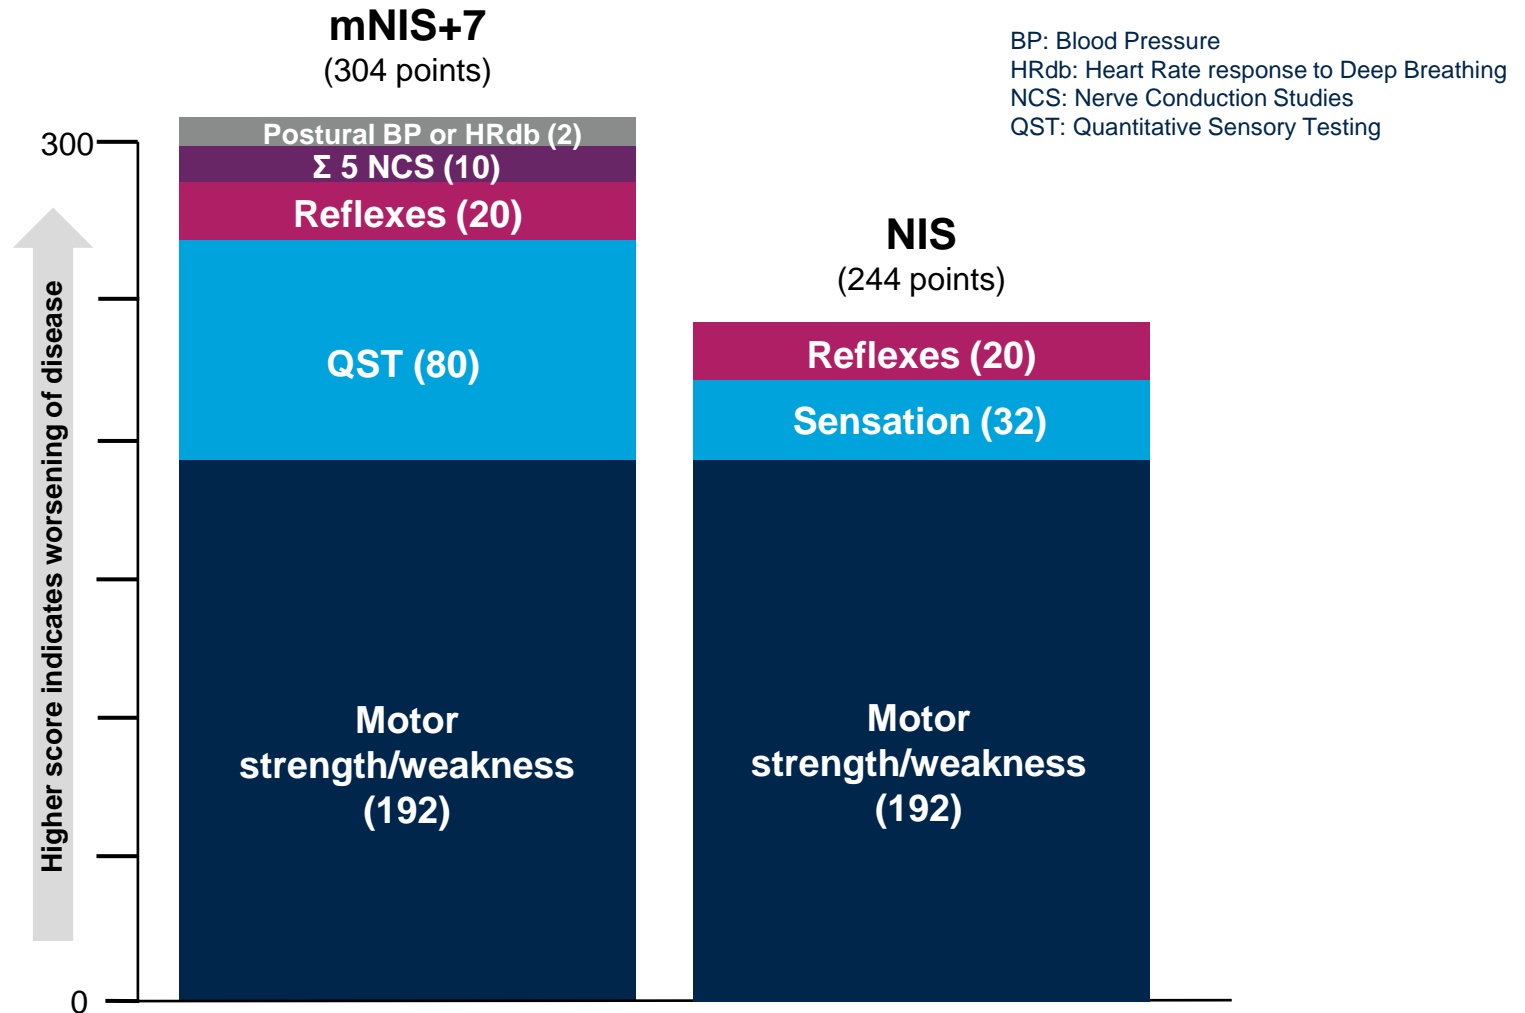 mNIS+7
(304 points)
BP: Blood Pressure
HRdb: Heart Rate response to Deep Breathing
NCS: Nerve Conduction Studies
QST: Quantitative Sensory Testing
300
Postural BP or HRdb (2)
Σ 5 NCS (10)
Reflexes (20)
QST (80)
Motor
strength/weakness
(192)
NIS
(244 points)
Reflexes (20)
Sensation (32)
Motor
strength/weakness
(192)
Higher score indicates worsening of disease
0